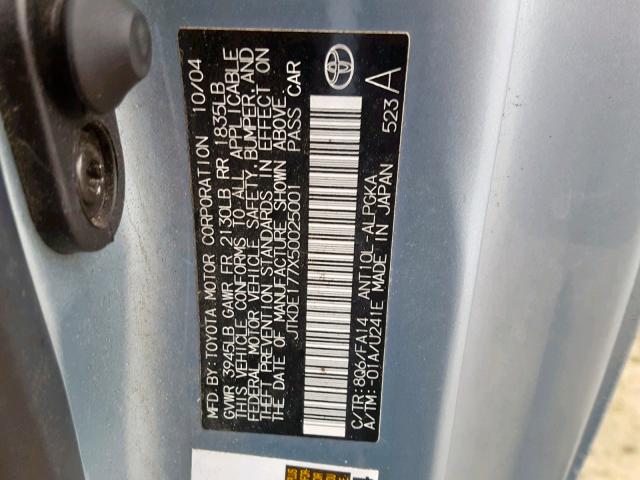 MFD. BY: TOYOTA MOTOR CORPORATION 10/04
GVWR 3945LB GAWR FR 2130LB RR 1835LB
THIS VEHICLE CONFORMS TO ALL APPLICABLE
FEDERAL MOTOR VEHICLE SAFETY, BUMPER, AND
THEFT PREVENTION STANDARDS IN EFFECT ON
THE DATE OF MANUFACTURE SHOWN ABOVE.
JTKDE177X50025001 PASS CAR
C/TR: 8Q6/FA14 ANT10L-ALPGKA 523 A
A/TM: -01A/U241E MADE IN JAPAN